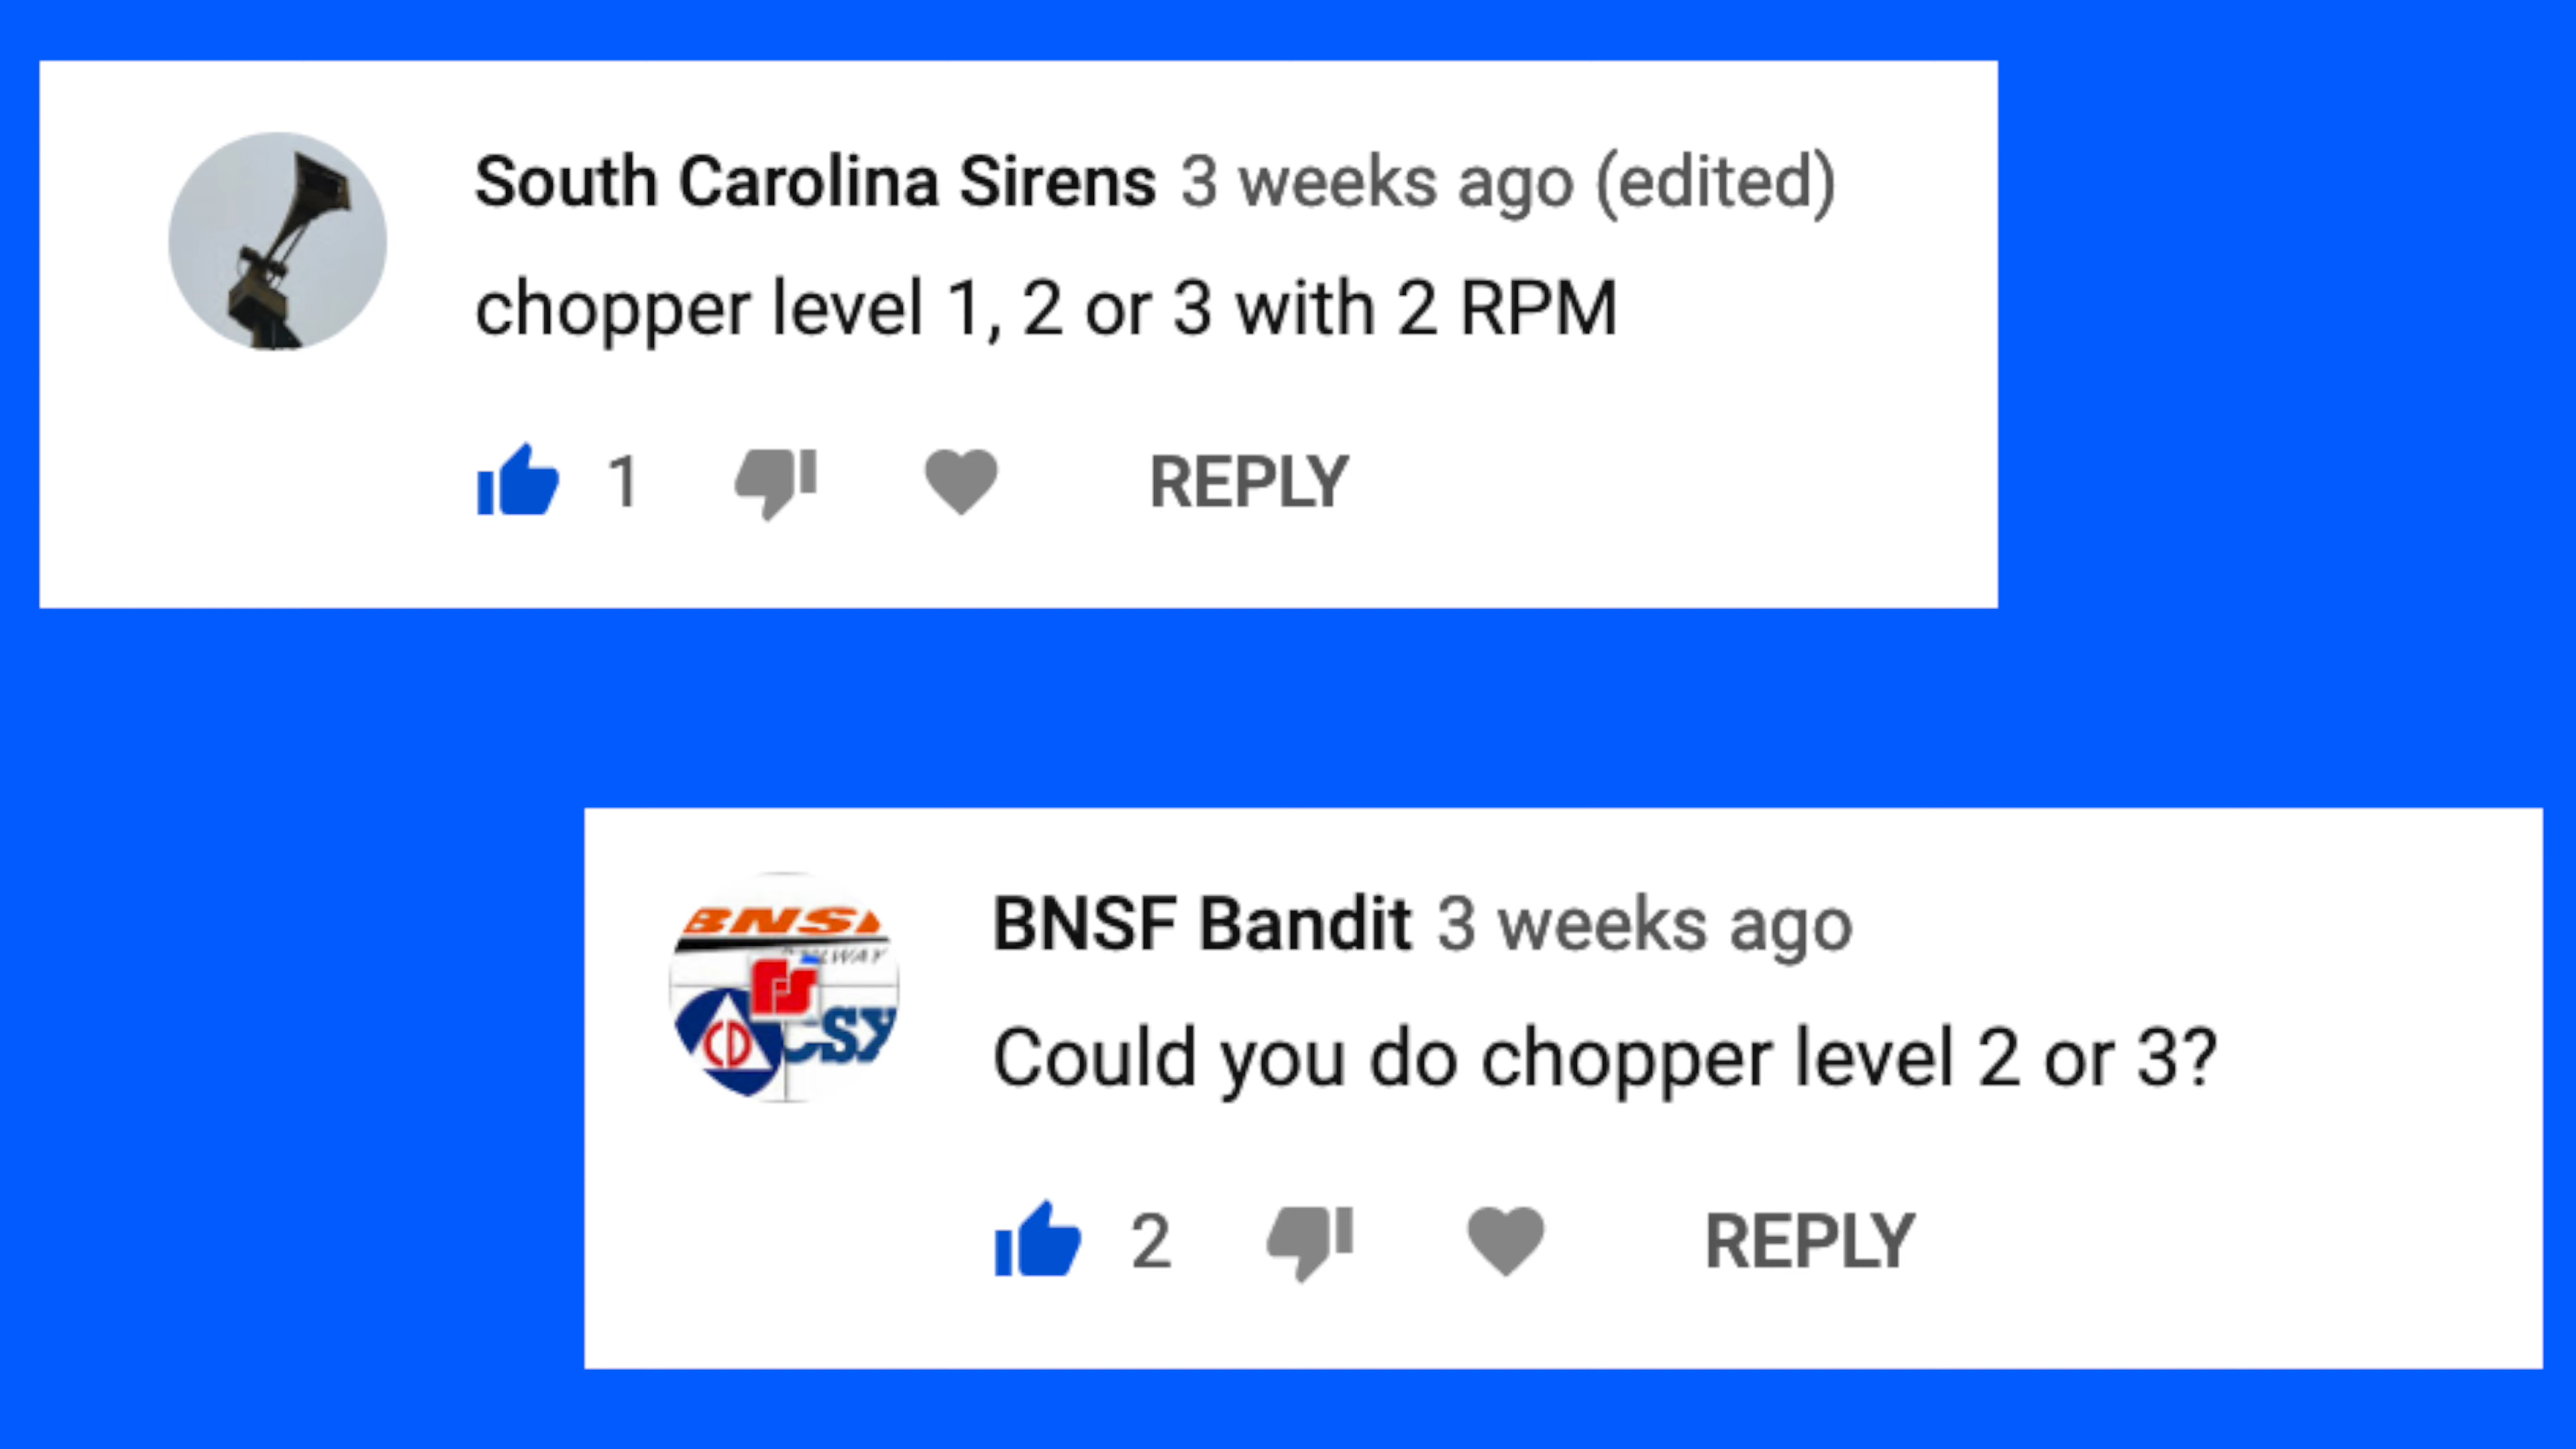 South Carolina Sirens 3 weeks ago (edited)
chopper level 1, 2 or 3 with 2 RPM
1 REPLY
BNSF Bandit 3 weeks ago
Could you do chopper level 2 or 3?
2 REPLY
CD